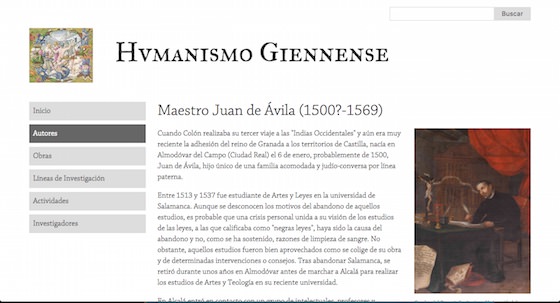 Buscar
HVMANISMO GIENNENSE
Inicio
Autores
Obras
Líneas de Investigación
Actividades
Investigadores
Maestro Juan de Ávila (1500?-1569)
Cuando Colón realizaba su tercer viaje a las "Indias Occidentales" y aún era muy
reciente la adhesión del reino de Granada a los territorios de Castilla, nacía en
Almodóvar del Campo (Ciudad Real) el 6 de enero, probablemente de 1500,
Juan de Ávila, hijo único de una familia acomodada y judío-conversa por línea
paterna.
Entre 1513 y 1537 fue estudiante de Artes y Leyes en la universidad de
Salamanca. Aunque se desconocen los motivos del abandono de aquellos
estudios, es probable que una crisis personal unida a su visión de los estudios
de las leyes, a las que calificaba como "negras leyes", haya sido la causa del
abandono y no, como se ha sostenido, razones de limpieza de sangre. No
obstante, aquellos estudios fueron bien aprovechados como se colige de su obra
y de determinadas intervenciones o consejos. Tras abandonar Salamanca, se
retiró durante unos años en Almodóvar antes de marchar a Alcalá para realizar
los estudios de Artes y Teología en su reciente universidad.
En Alcalá entró en contacto con un grupo de intelectuales, profesores y